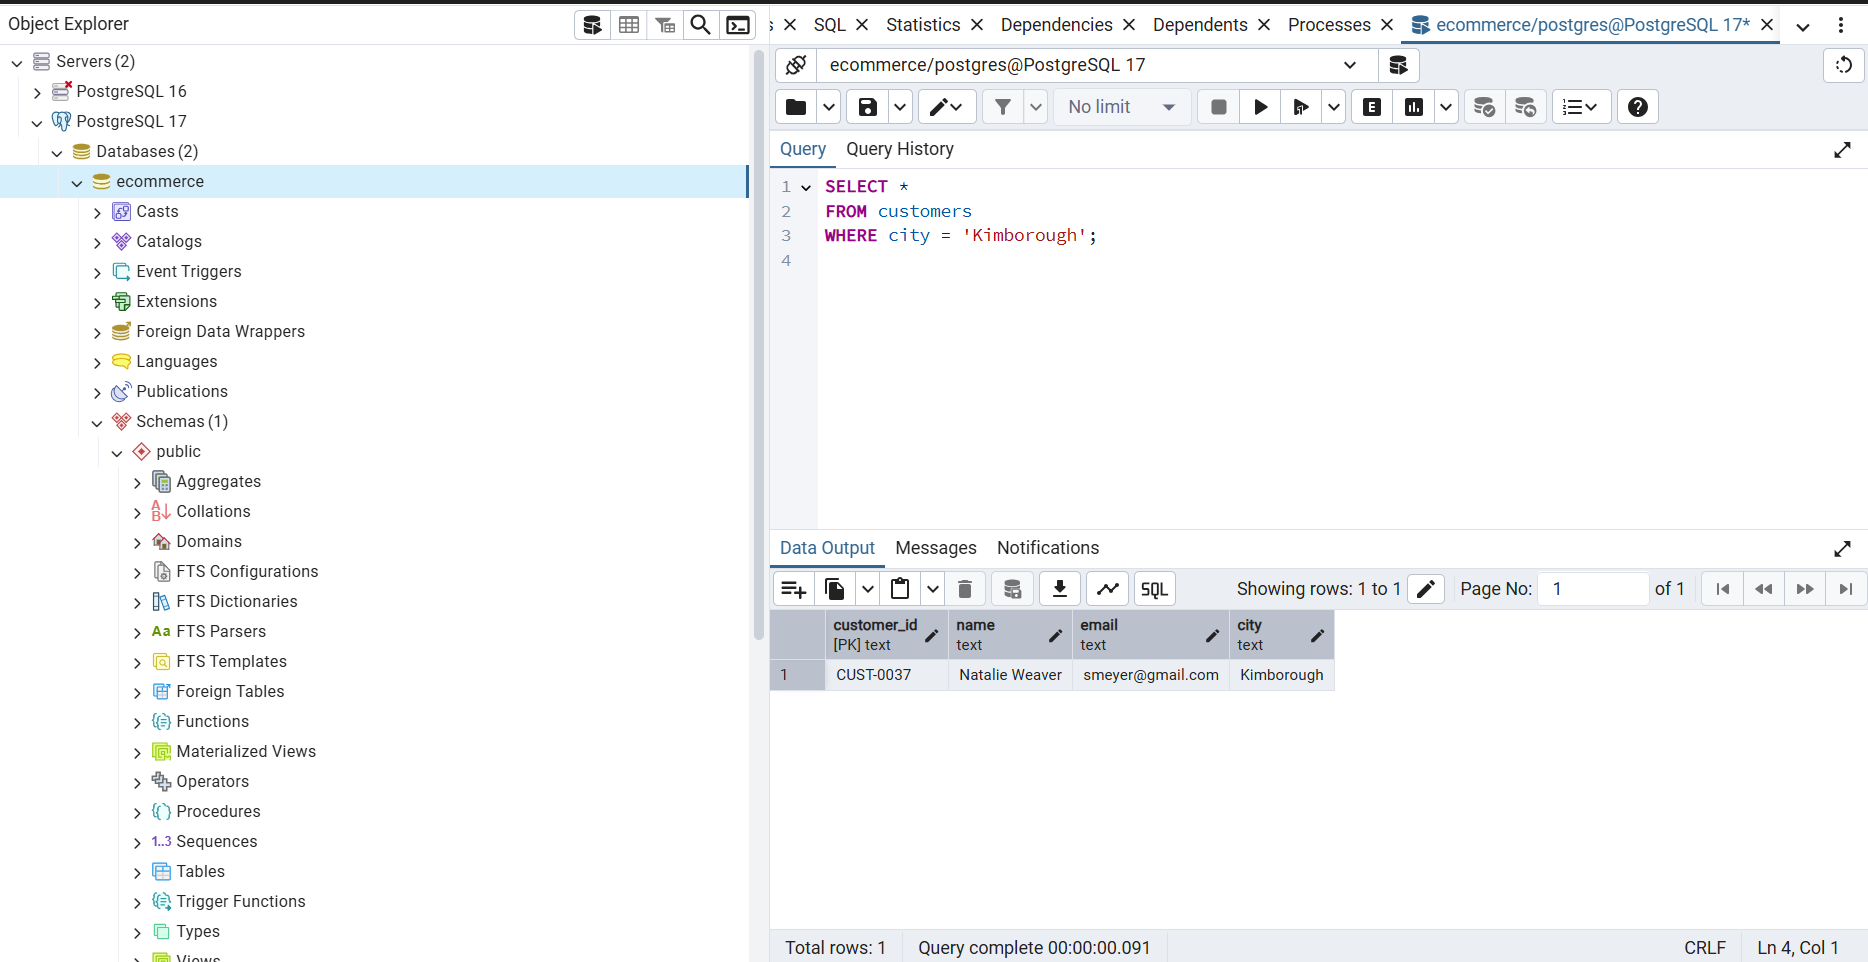 Object Explorer
Servers (2)
PostgreSQL 16
PostgreSQL 17
Databases (2)
ecommerce
Casts
Catalogs
Event Triggers
Extensions
Foreign Data Wrappers
Languages
Publications
Schemas (1)
public
Aggregates
Collations
Domains
FTS Configurations
FTS Dictionaries
Aa FTS Parsers
FTS Templates
Foreign Tables
Functions
Materialized Views
Operators
Procedures
1..3 Sequences
Tables
Trigger Functions
Types
Views
SQL Statistics Dependencies Dependents Processes ecommerce/postgres@PostgreSQL 17*
ecommerce/postgres@PostgreSQL 17
No limit E
Query Query History
1 SELECT *
2 FROM customers
3 WHERE city = 'Kimborough';
4
Data Output Messages Notifications
SQL Showing rows: 1 to 1 Page No: 1 of 1
customer_id name email city
[PK] text text text text
1 CUST-0037 Natalie Weaver smeyer@gmail.com Kimborough
Total rows: 1 Query complete 00:00:00.091 CRLF Ln 4, Col 1